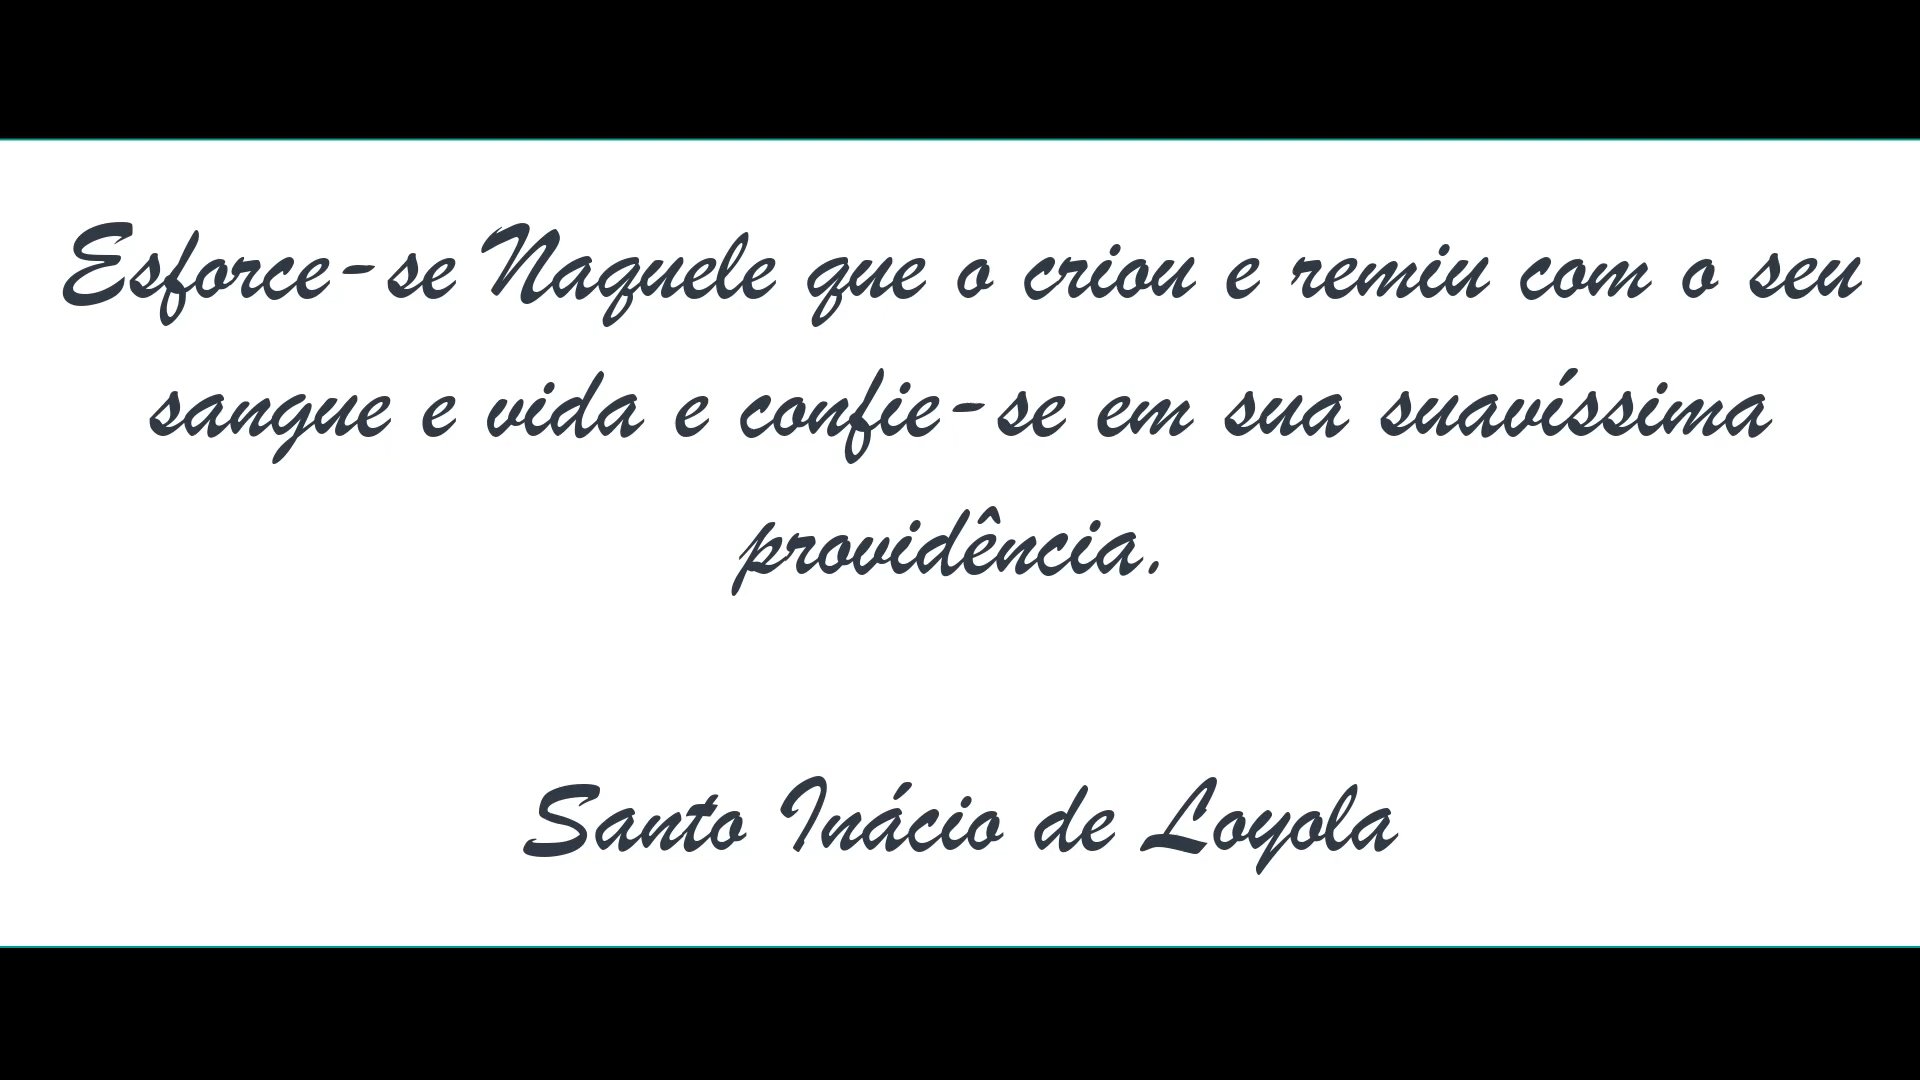 Esforce-se Naquele que o criou e remiu com o seu
sangue e vida e confie-se em sua suavíssima
providência.
Santo Inácio de Loyola